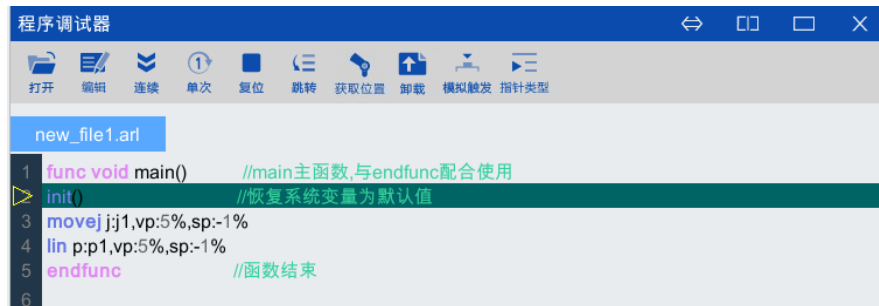 程序调试器
打开 编辑 连续 单次 复位 跳转 获取位置 卸载 模拟触发 指针类型
new_file1.arl
1 func void main() //main主函数,与endfunc配合使用
2 init() //恢复系统变量为默认值
3 movej j:j1,vp:5%,sp:-1%
4 lin p:p1,vp:5%,sp:-1%
5 endfunc //函数结束
6